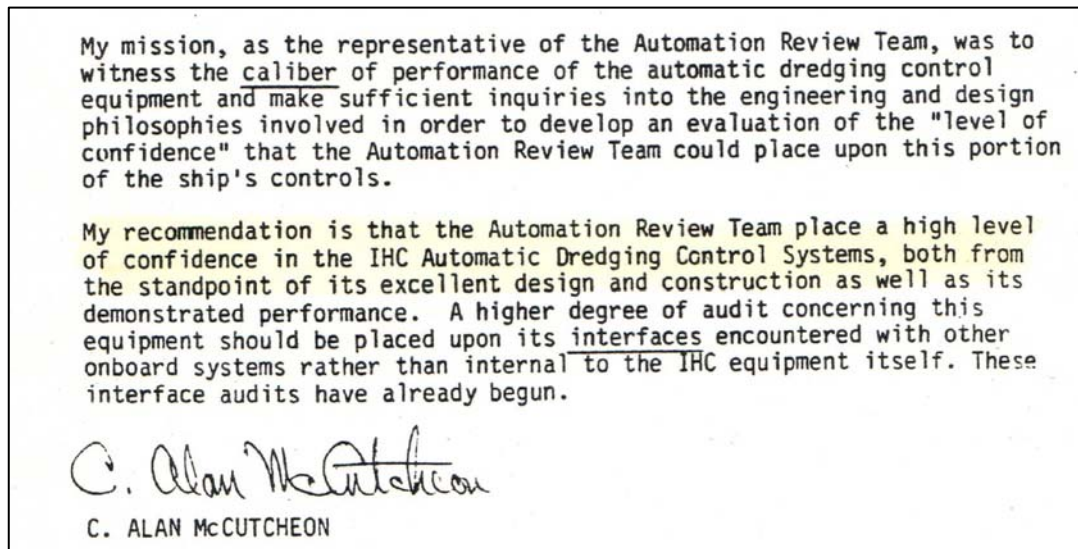 My mission, as the representative of the Automation Review Team, was to
witness the caliber of performance of the automatic dredging control
equipment and make sufficient inquiries into the engineering and design
philosophies involved in order to develop an evaluation of the "level of
confidence" that the Automation Review Team could place upon this portion
of the ship's controls.
My recommendation is that the Automation Review Team place a high level
of confidence in the IHC Automatic Dredging Control Systems, both from
the standpoint of its excellent design and construction as well as its
demonstrated performance. A higher degree of audit concerning this
equipment should be placed upon its interfaces encountered with other
onboard systems rather than internal to the IHC equipment itself. These
interface audits have already begun.
C. Alan McCutcheon
C. ALAN McCUTCHEON